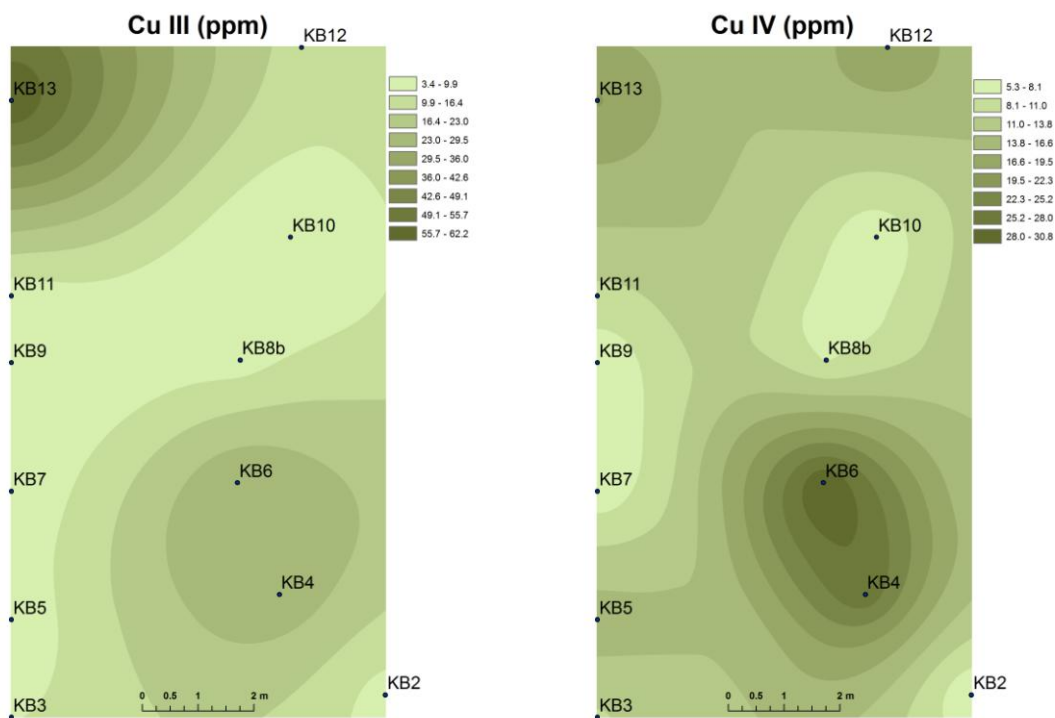 Cu III (ppm)
KB12
KB13
3.4 - 9.9
9.9 - 16.4
16.4 - 23.0
23.0 - 29.5
29.5 - 36.0
36.0 - 42.6
42.6 - 49.1
49.1 - 55.7
55.7 - 62.2
KB10
KB11
KB9
KB8b
KB7
KB6
KB4
KB5
KB2
KB3
0 0.5 1 2 m
Cu IV (ppm)
KB12
KB13
5.3 - 8.1
8.1 - 11.0
11.0 - 13.8
13.8 - 16.6
16.6 - 19.5
19.5 - 22.3
22.3 - 25.2
25.2 - 28.0
28.0 - 30.8
KB10
KB11
KB9
KB8b
KB7
KB6
KB4
KB5
KB2
KB3
0 0.5 1 2 m